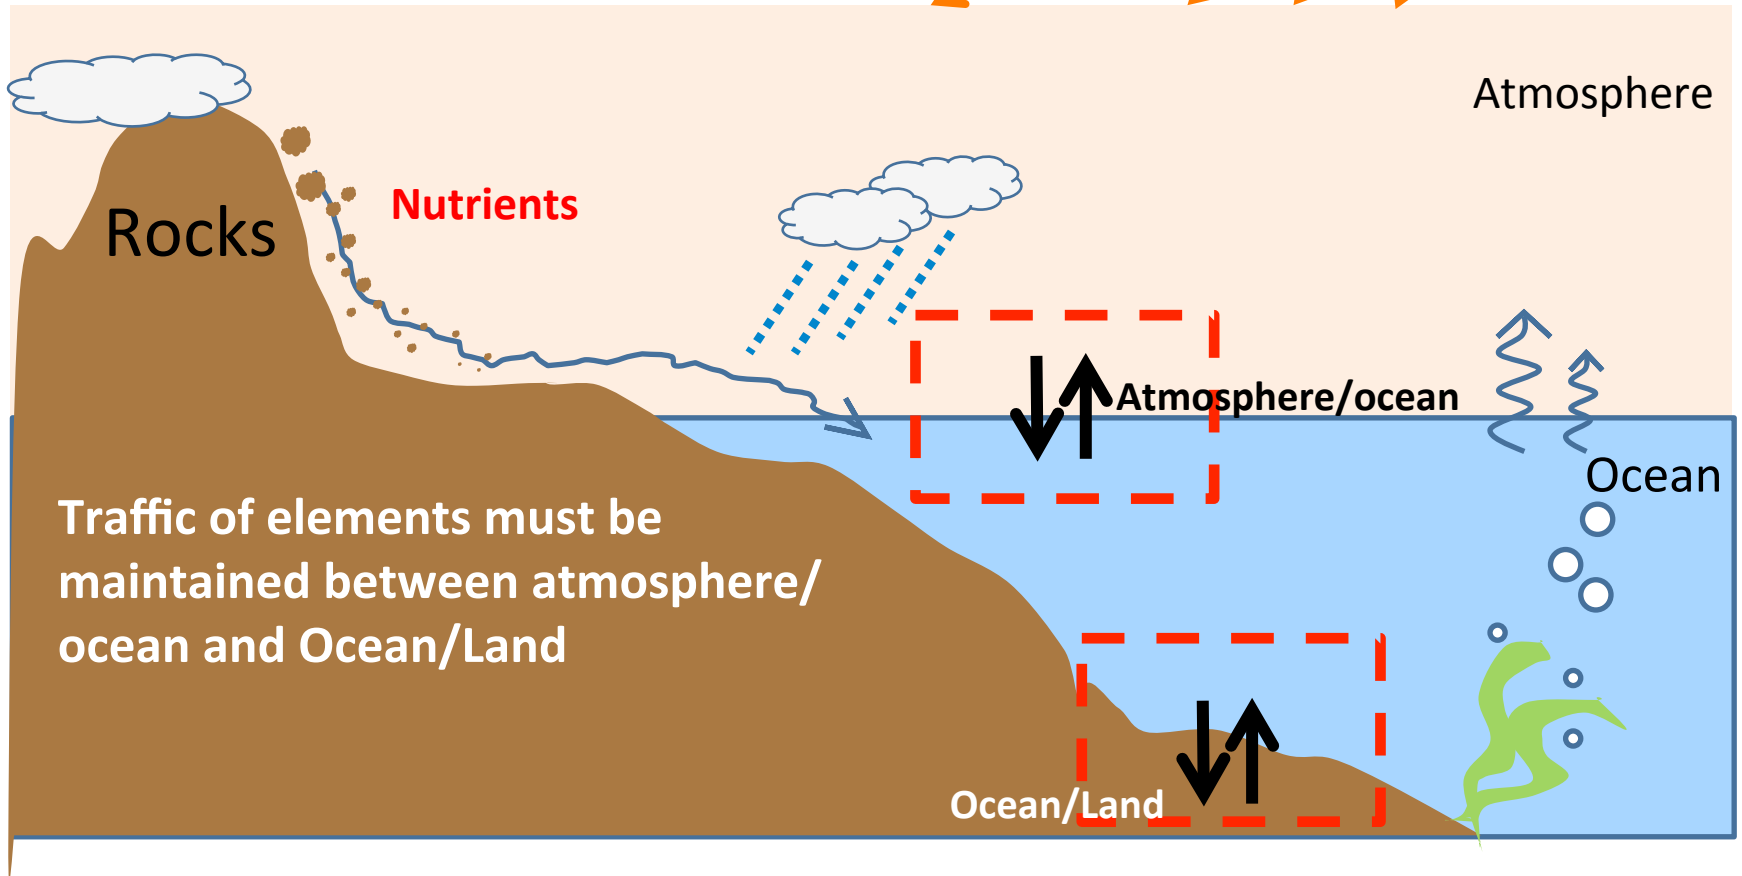 Atmosphere
Rocks
Nutrients
Atmosphere/ocean
Ocean
Traffic of elements must be
maintained between atmosphere/
ocean and Ocean/Land
Ocean/Land